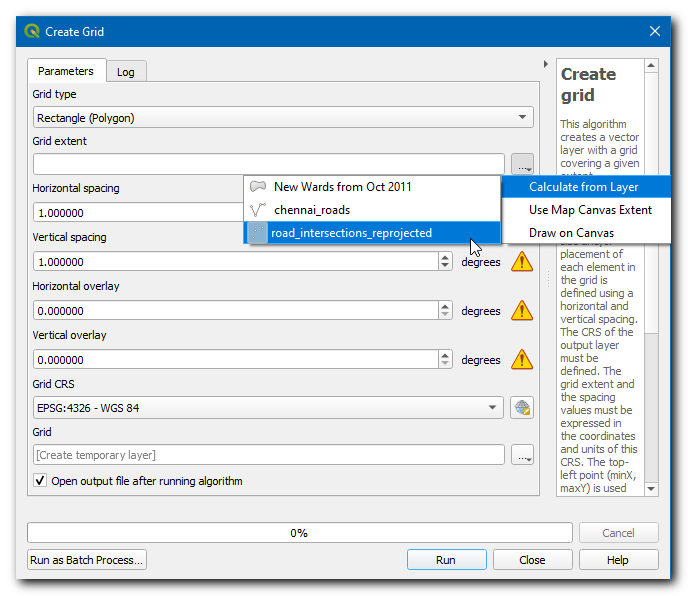 Create Grid
Parameters
Log
Grid type
Rectangle (Polygon)
Grid extent
...
Calculate from Layer
Use Map Canvas Extent
Draw on Canvas
New Wards from Oct 2011
chennai_roads
road_intersections_reprojected
Horizontal spacing
1.000000
Vertical spacing
1.000000
degrees
Horizontal overlay
0.000000
degrees
Vertical overlay
0.000000
degrees
Grid CRS
EPSG:4326 - WGS 84
Grid
[Create temporary layer]
...
Open output file after running algorithm
Create
grid
This algorithm
creates a vector
layer with a grid
covering a given
placement of
each element in
the grid is
defined using a
horizontal and
vertical spacing.
The CRS of the
output layer
must be
defined. The
grid extent and
the spacing
values must be
expressed in
the coordinates
and units of this
CRS. The top-
left point (minX,
maxY) is used
0%
Cancel
Run as Batch Process...
Run
Close
Help